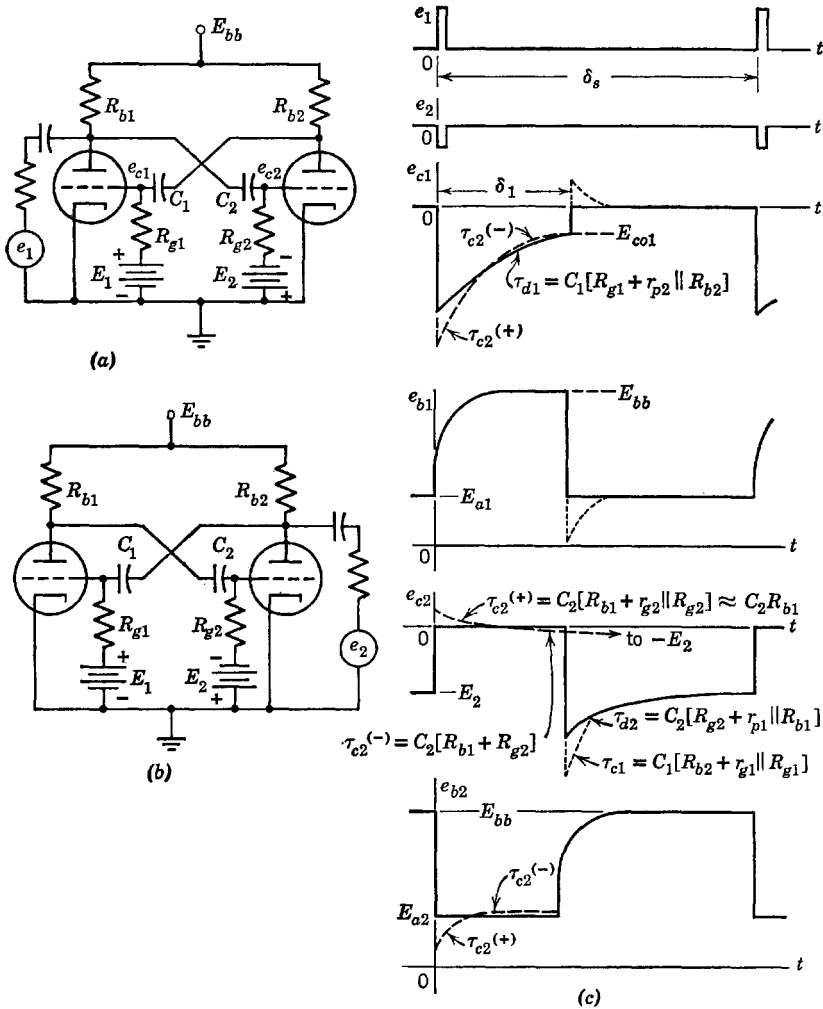 E_bb
R_b1
R_b2
e_c1
e_c2
C_1
C_2
R_g1
R_g2
e_1
E_1
E_2
+
−
−
+
(a)
E_bb
R_b1
R_b2
C_1
C_2
R_g1
R_g2
+
−
E_1
E_2
−
+
e_2
(b)
e_1
0
t
δ_s
e_2
0
t
e_c1
δ_1
0
t
τ_c2(−)
E_co1
τ_d1 = C_1[R_g1 + r_p2 || R_b2]
τ_c2(+)
e_b1
E_bb
E_a1
0
t
e_c2
τ_c2(+) = C_2[R_b1 + r_g2 || R_g2] ≈ C_2R_b1
0
t
to −E_2
−E_2
τ_d2 = C_2[R_g2 + r_p1 || R_b1]
τ_c2(−) = C_2[R_b1 + R_g2]
τ_c1 = C_1[R_b2 + r_g1 || R_g1]
e_b2
E_bb
τ_c2(−)
E_a2
τ_c2(+)
0
t
(c)